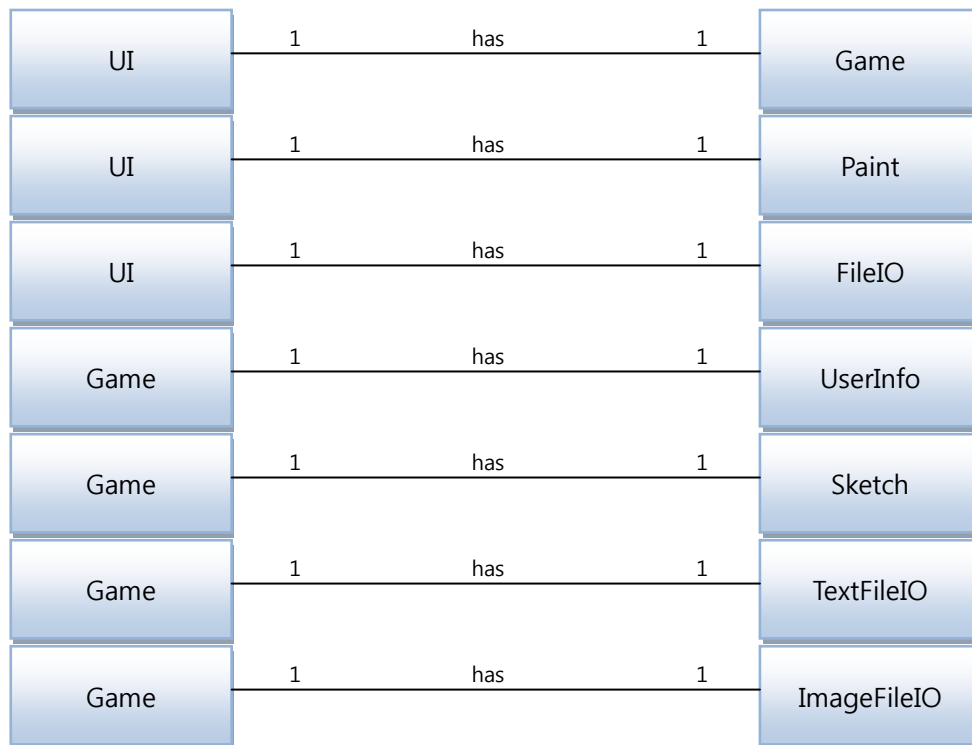 1 has 1
UI Game
1 has 1
UI Paint
1 has 1
UI FileIO
1 has 1
Game UserInfo
1 has 1
Game Sketch
1 has 1
Game TextFileIO
1 has 1
Game ImageFileIO